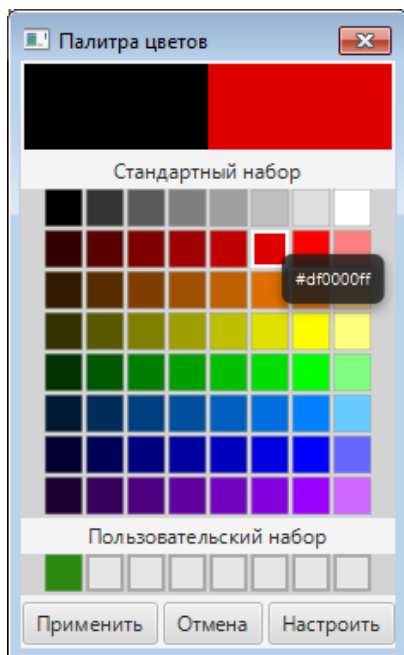 Палитра цветов
Стандартный набор
#df0000ff
Пользовательский набор
Применить Отмена Настроить